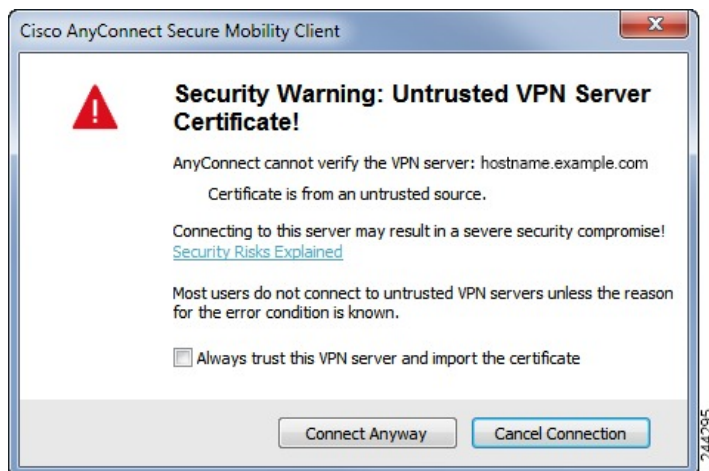 Cisco AnyConnect Secure Mobility Client
Security Warning: Untrusted VPN Server
Certificate!
AnyConnect cannot verify the VPN server: hostname.example.com
Certificate is from an untrusted source.
Connecting to this server may result in a severe security compromise!
Security Risks Explained
Most users do not connect to untrusted VPN servers unless the reason
for the error condition is known.
Always trust this VPN server and import the certificate
Connect Anyway
Cancel Connection
244295